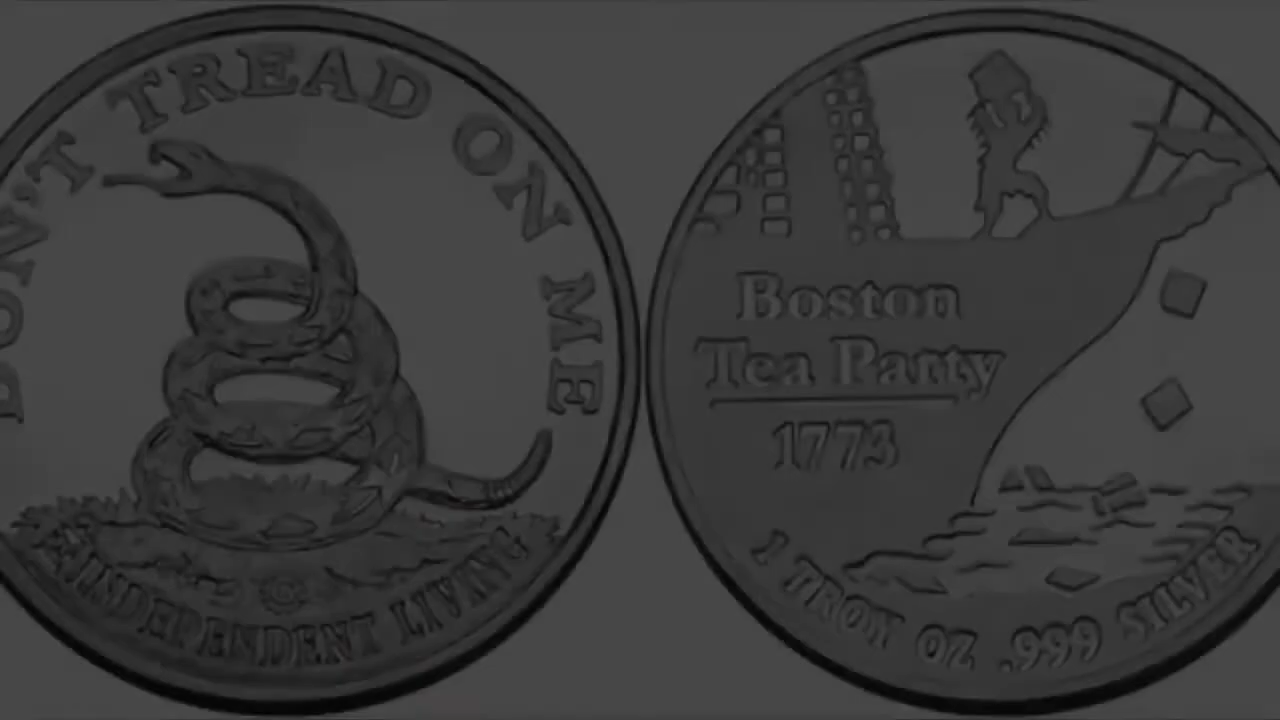 DON'T TREAD ON ME
INDEPENDENT LIVING
Boston
Tea Party
1773
1 TROY OZ .999 SILVER